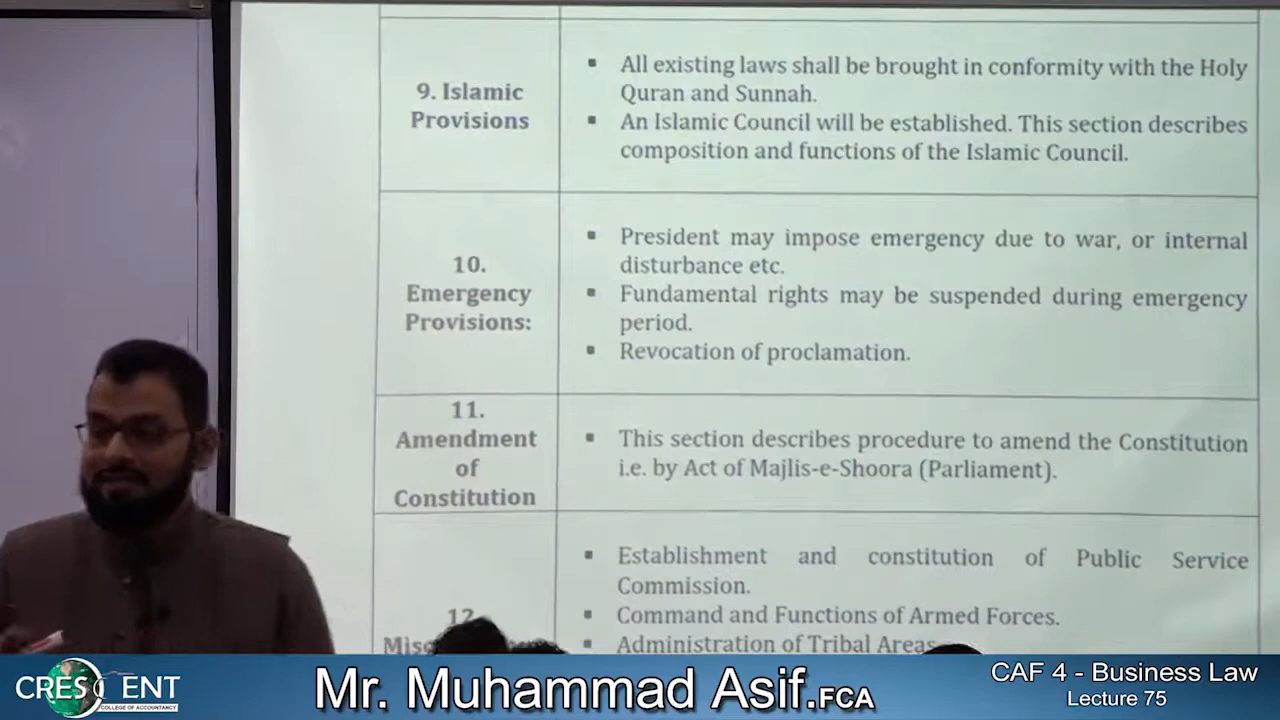 9. Islamic
Provisions
▪ All existing laws shall be brought in conformity with the Holy
Quran and Sunnah.
▪ An Islamic Council will be established. This section describes
composition and functions of the Islamic Council.
10.
Emergency
Provisions:
▪ President may impose emergency due to war, or internal
disturbance etc.
▪ Fundamental rights may be suspended during emergency
period.
▪ Revocation of proclamation.
11.
Amendment
of
Constitution
▪ This section describes procedure to amend the Constitution
i.e. by Act of Majlis-e-Shoora (Parliament).
12.
▪ Establishment and constitution of Public Service
Commission.
▪ Command and Functions of Armed Forces.
▪ Administration of Tribal Areas
CRESCENT
COLLEGE OF ACCOUNTANCY
Mr. Muhammad Asif.FCA
CAF 4 - Business Law
Lecture 75